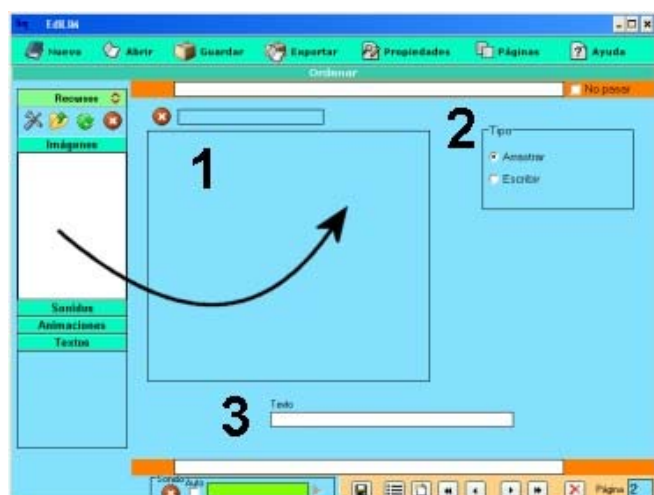 EdiLIM
Nuevo Abrir Guardar Exportar Propiedades Páginas Ayuda
Ordenar
No pasar
Recursos
Imágenes
1
2
Tipo
Arrastrar
Escribir
Sonidos
Animaciones
Textos
3
Texto
Sonido Auto
Página 2